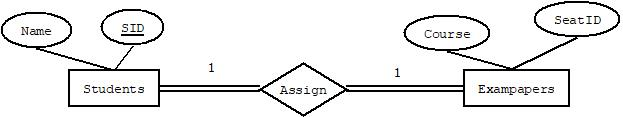 Name
SID
Course
SeatID
Students
1
Assign
1
Exampapers